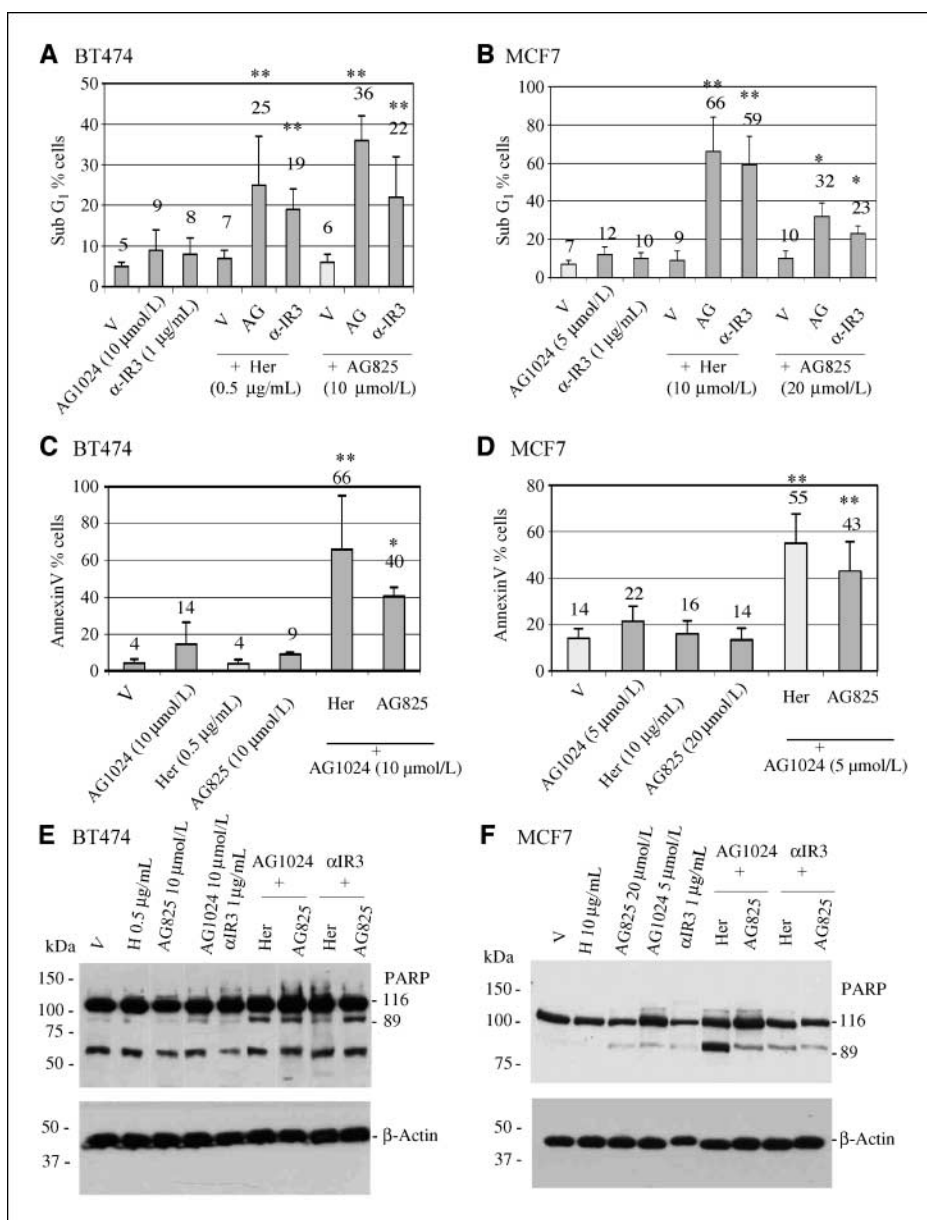 A BT474
Sub G1 % cells
50
40
30
20
10
0
5
9
8
7
**
25
**
19
6
**
36
**
22
V
AG1024 (10 μmol/L)
α-IR3 (1 μg/mL)
V
AG
α-IR3
V
AG
α-IR3
+ Her
(0.5 μg/mL)
+ AG825
(10 μmol/L)
B MCF7
Sub G1 % cells
100
80
60
40
20
0
7
12
10
9
**
66
**
59
10
*
32
*
23
V
AG1024 (5 μmol/L)
α-IR3 (1 μg/mL)
V
AG
α-IR3
V
AG
α-IR3
+ Her
(10 μmol/L)
+ AG825
(20 μmol/L)
C BT474
AnnexinV % cells
100
80
60
40
20
0
4
14
4
9
**
66
*
40
V
AG1024 (10 μmol/L)
Her (0.5 μg/mL)
AG825 (10 μmol/L)
Her AG825
+
AG1024 (10 μmol/L)
D MCF7
AnnexinV % cells
80
60
40
20
0
14
22
16
14
**
55
**
43
V
AG1024 (5 μmol/L)
Her (10 μg/mL)
AG825 (20 μmol/L)
Her AG825
+
AG1024 (5 μmol/L)
E BT474
V
H 0.5 μg/mL
AG825 10 μmol/L
AG1024 10 μmol/L
αIR3 1 μg/mL
AG1024
+
Her
AG825
αIR3
+
Her
AG825
kDa
150 -
100 -
75 -
50 -
PARP
- 116
- 89
50 -
37 -
- β-Actin
F MCF7
V
H 10 μg/mL
AG825 20 μmol/L
AG1024 5 μmol/L
αIR3 1 μg/mL
AG1024
+
Her
AG825
αIR3
+
Her
AG825
kDa
150 -
100 -
75 -
PARP
- 116
- 89
50 -
37 -
- β-Actin